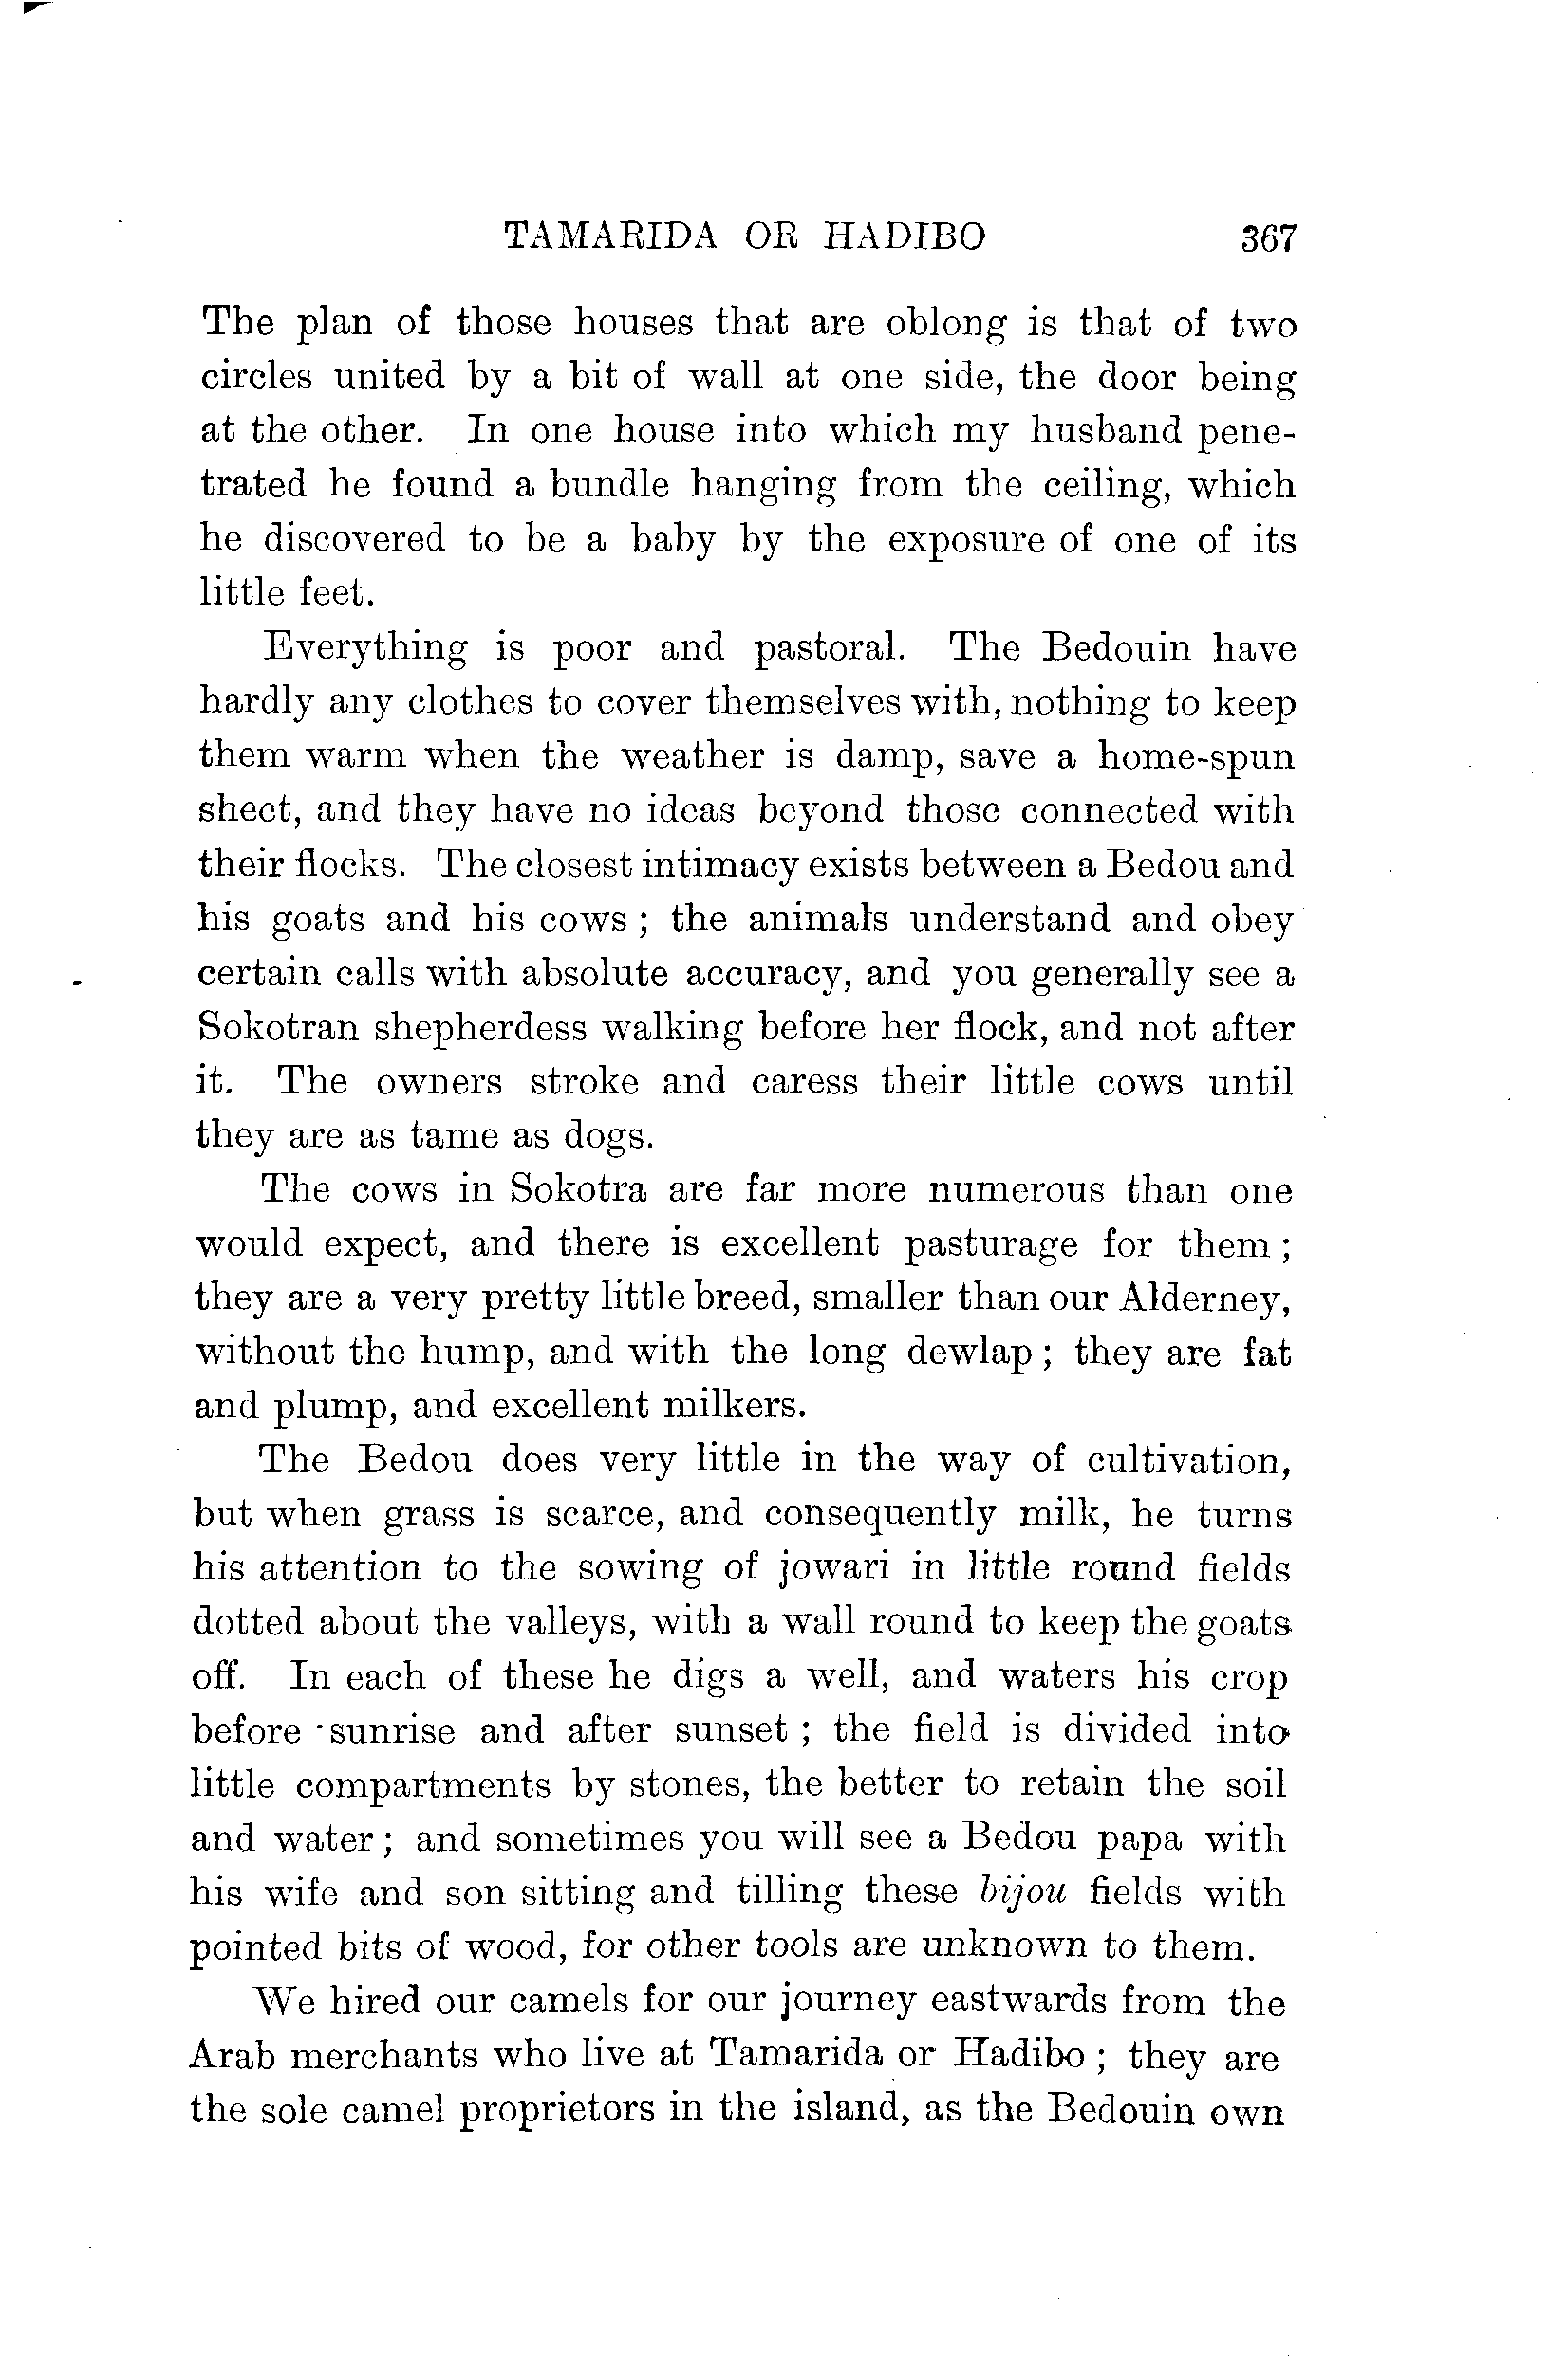 TAMARIDA OR HADIBO 367
The plan of those houses that are oblong is that of two
circles united by a bit of wall at one side, the door being
at the other. In one house into which my husband pene-
trated he found a bundle hanging from the ceiling, which
he discovered to be a baby by the exposure of one of its
little feet.
Everything is poor and pastoral. The Bedouin have
hardly any clothes to cover themselves with, nothing to keep
them warm when the weather is damp, save a home-spun
sheet, and they have no ideas beyond those connected with
their flocks. The closest intimacy exists between a Bedou and
his goats and his cows; the animals understand and obey
certain calls with absolute accuracy, and you generally see a
Sokotran shepherdess walking before her flock, and not after
it. The owners stroke and caress their little cows until
they are as tame as dogs.
The cows in Sokotra are far more numerous than one
would expect, and there is excellent pasturage for them;
they are a very pretty little breed, smaller than our Alderney,
without the hump, and with the long dewlap; they are fat
and plump, and excellent milkers.
The Bedou does very little in the way of cultivation,
but when grass is scarce, and consequently milk, he turns
his attention to the sowing of jowari in little round fields
dotted about the valleys, with a wall round to keep the goats
off. In each of these he digs a well, and waters his crop
before sunrise and after sunset; the field is divided into
little compartments by stones, the better to retain the soil
and water; and sometimes you will see a Bedou papa with
his wife and son sitting and tilling these bijou fields with
pointed bits of wood, for other tools are unknown to them.
We hired our camels for our journey eastwards from the
Arab merchants who live at Tamarida or Hadibo; they are
the sole camel proprietors in the island, as the Bedouin own